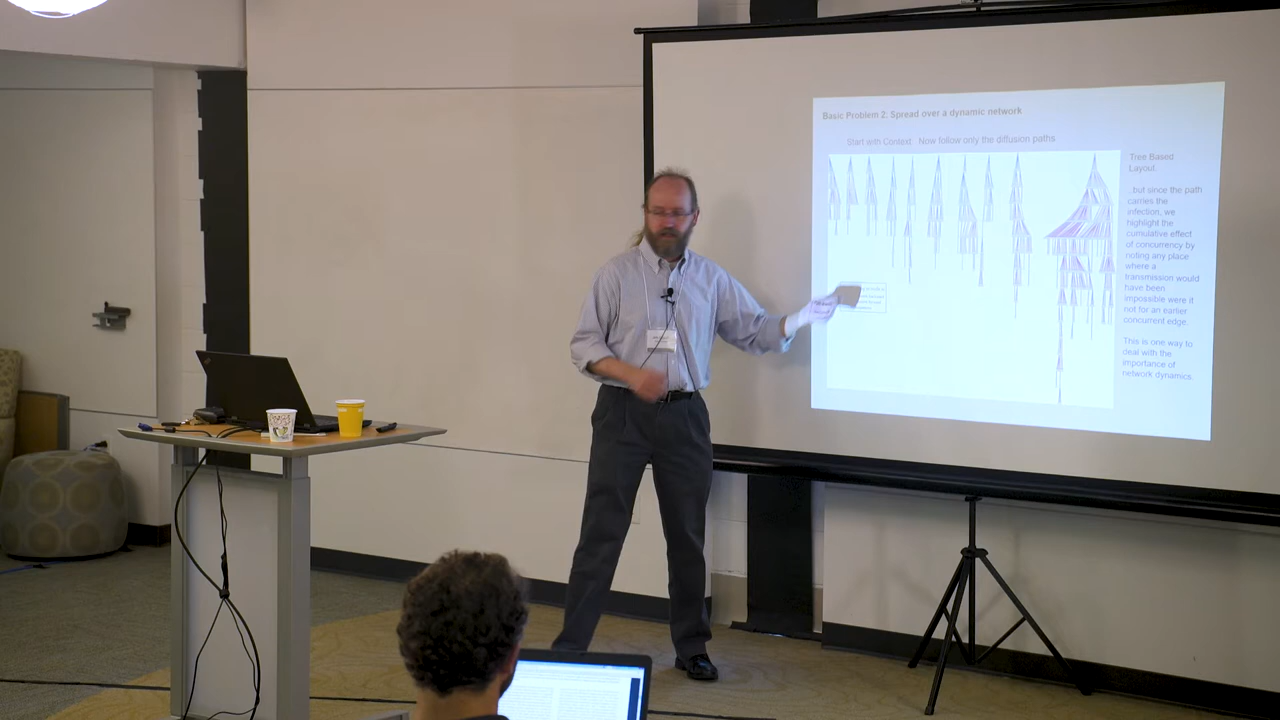 Basic Problem 2. Spread over a dynamic network
Start with Context: Now follow only the diffusion paths
Tree Based
Layout.
..but since the path
carries the
infection, we
highlight the
cumulative effect
of concurrency by
noting any place
where a
transmission would
have been
impossible were it
not for an earlier
concurrent edge.
This is one way to
deal with the
importance of
network dynamics.